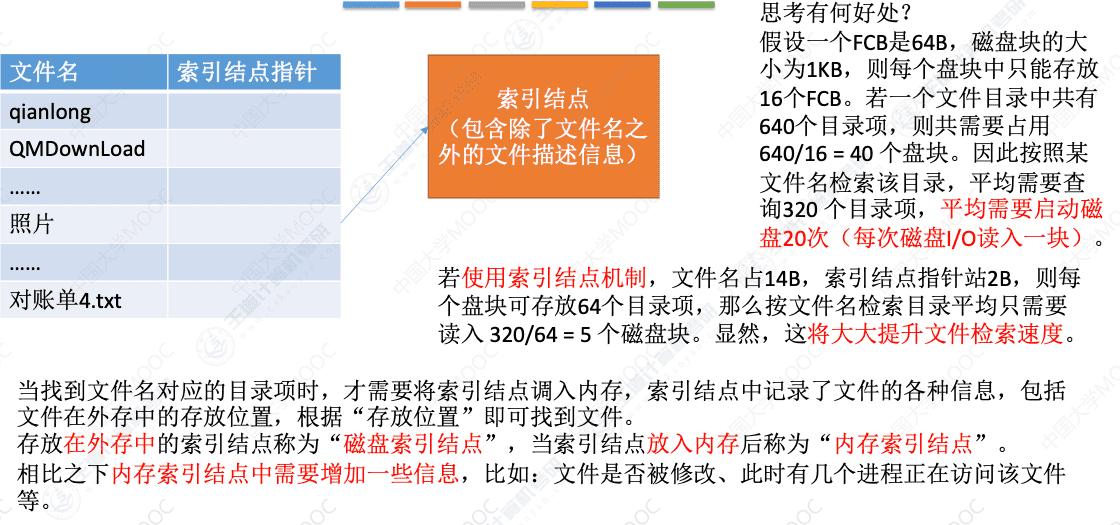 思考有何好处？
假设一个FCB是64B，磁盘块的大
小为1KB，则每个盘块中只能存放
16个FCB。若一个文件目录中共有
640个目录项，则共需要占用
640/16 = 40 个盘块。因此按照某
文件名检索该目录，平均需要查
询320 个目录项，平均需要启动磁
盘20次（每次磁盘I/O读入一块）。
文件名 索引结点指针
qianlong
QMDownLoad
……
照片
……
对账单4.txt
索引结点
（包含除了文件名之
外的文件描述信息）
若使用索引结点机制，文件名占14B，索引结点指针站2B，则每
个盘块可存放64个目录项，那么按文件名检索目录平均只需要
读入 320/64 = 5 个磁盘块。显然，这将大大提升文件检索速度。
当找到文件名对应的目录项时，才需要将索引结点调入内存，索引结点中记录了文件的各种信息，包括
文件在外存中的存放位置，根据“存放位置”即可找到文件。
存放在外存中的索引结点称为“磁盘索引结点”，当索引结点放入内存后称为“内存索引结点”。
相比之下内存索引结点中需要增加一些信息，比如：文件是否被修改、此时有几个进程正在访问该文件
等。
中国大学MOOC
王道计算机考研